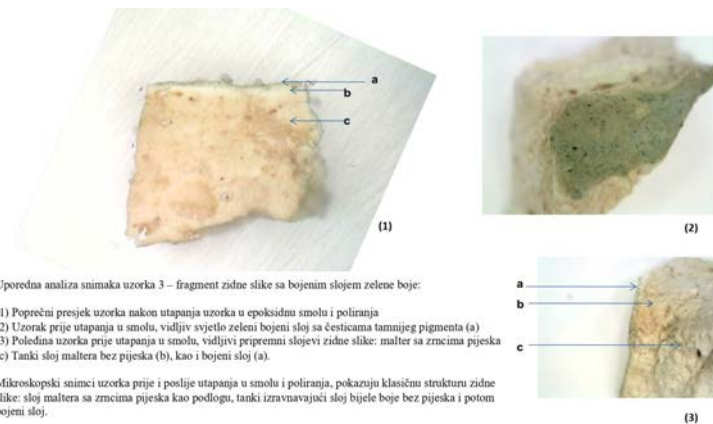 a
b
c
(1)
(2)
Uporedna analiza snimaka uzorka 3 – fragment zidne slike sa bojenim slojem zelene boje:
a
b
c
1) Poprečni presjek uzorka nakon utapanja uzorka u epoksidnu smolu i poliranja
2) Uzorak prije utapanja u smolu, vidljiv svjetlo zeleni bojeni sloj sa česticama tamnijeg pigmenta (a)
3) Poleđina uzorka prije utapanja u smolu, vidljivi pripremni slojevi zidne slike: malter sa zrncima pijeska
c) Tanki sloj maltera bez pijeska (b), kao i bojeni sloj (a).
Mikroskopski snimci uzorka prije i poslije utapanja u smolu i poliranja, pokazuju klasičnu strukturu zidne
slike: sloj maltera sa zrncima pijeska kao podlogu, tanki izravnavajući sloj bijele boje bez pijeska i potom
bojeni sloj.
(3)